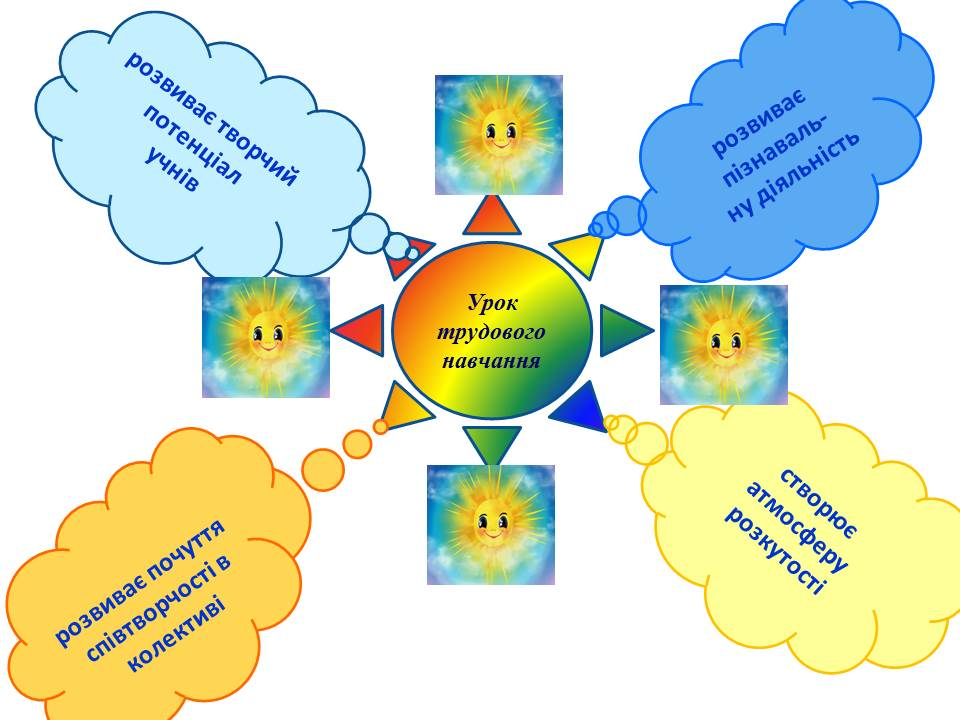 розвиває творчий
потенціал
учнів
розвиває
пізнаваль-
ну діяльність
Урок
трудового
навчання
розвиває почуття
співтворчості в
колективі
створює
атмосферу
розкутості